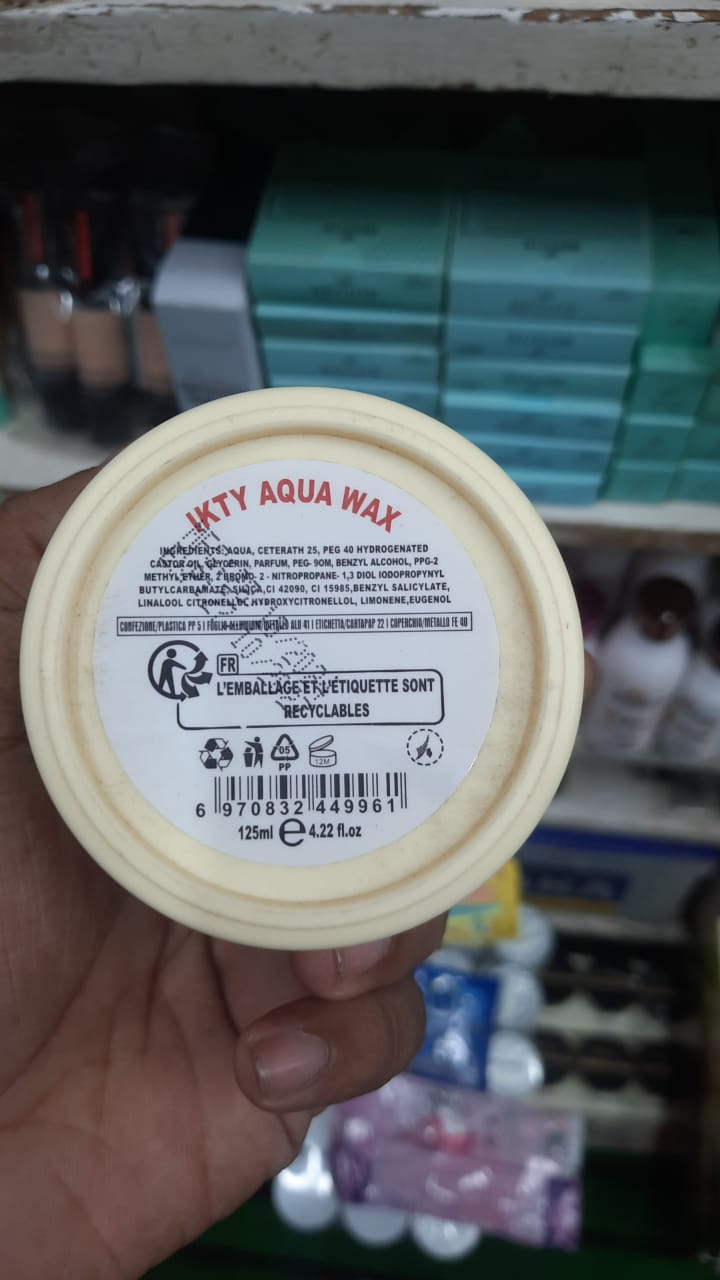 IKTY AQUA WAX
INGREDIENTS: AQUA, CETERATH 25, PEG 40 HYDROGENATED
CASTOR OIL, GLYCERIN, PARFUM, PEG- 90M, BENZYL ALCOHOL, PPG-2
METHYL ETHER, 2 BRONO- 2 - NITROPROPANE- 1,3 DIOL IODOPROPYNYL
BUTYLCARBAMATE, SILICA,CI 42090, CI 15985,BENZYL SALICYLATE,
LINALOOL CITRONELLOL, HYDROXYCITRONELLOL, LIMONENE,EUGENOL
CONFEZIONE/PLASTICA PP 5 I FOGLIO ALLUMINIO/METALLO ALU 41 I ETICHETTA/CARTAPAP 22 I COPERCHIO/METALLO FE 40
FR
L'EMBALLAGE ET L'ÉTIQUETTE SONT
RECYCLABLES
05
PP
12M
6 970832 449961
125ml e 4.22 fl.oz